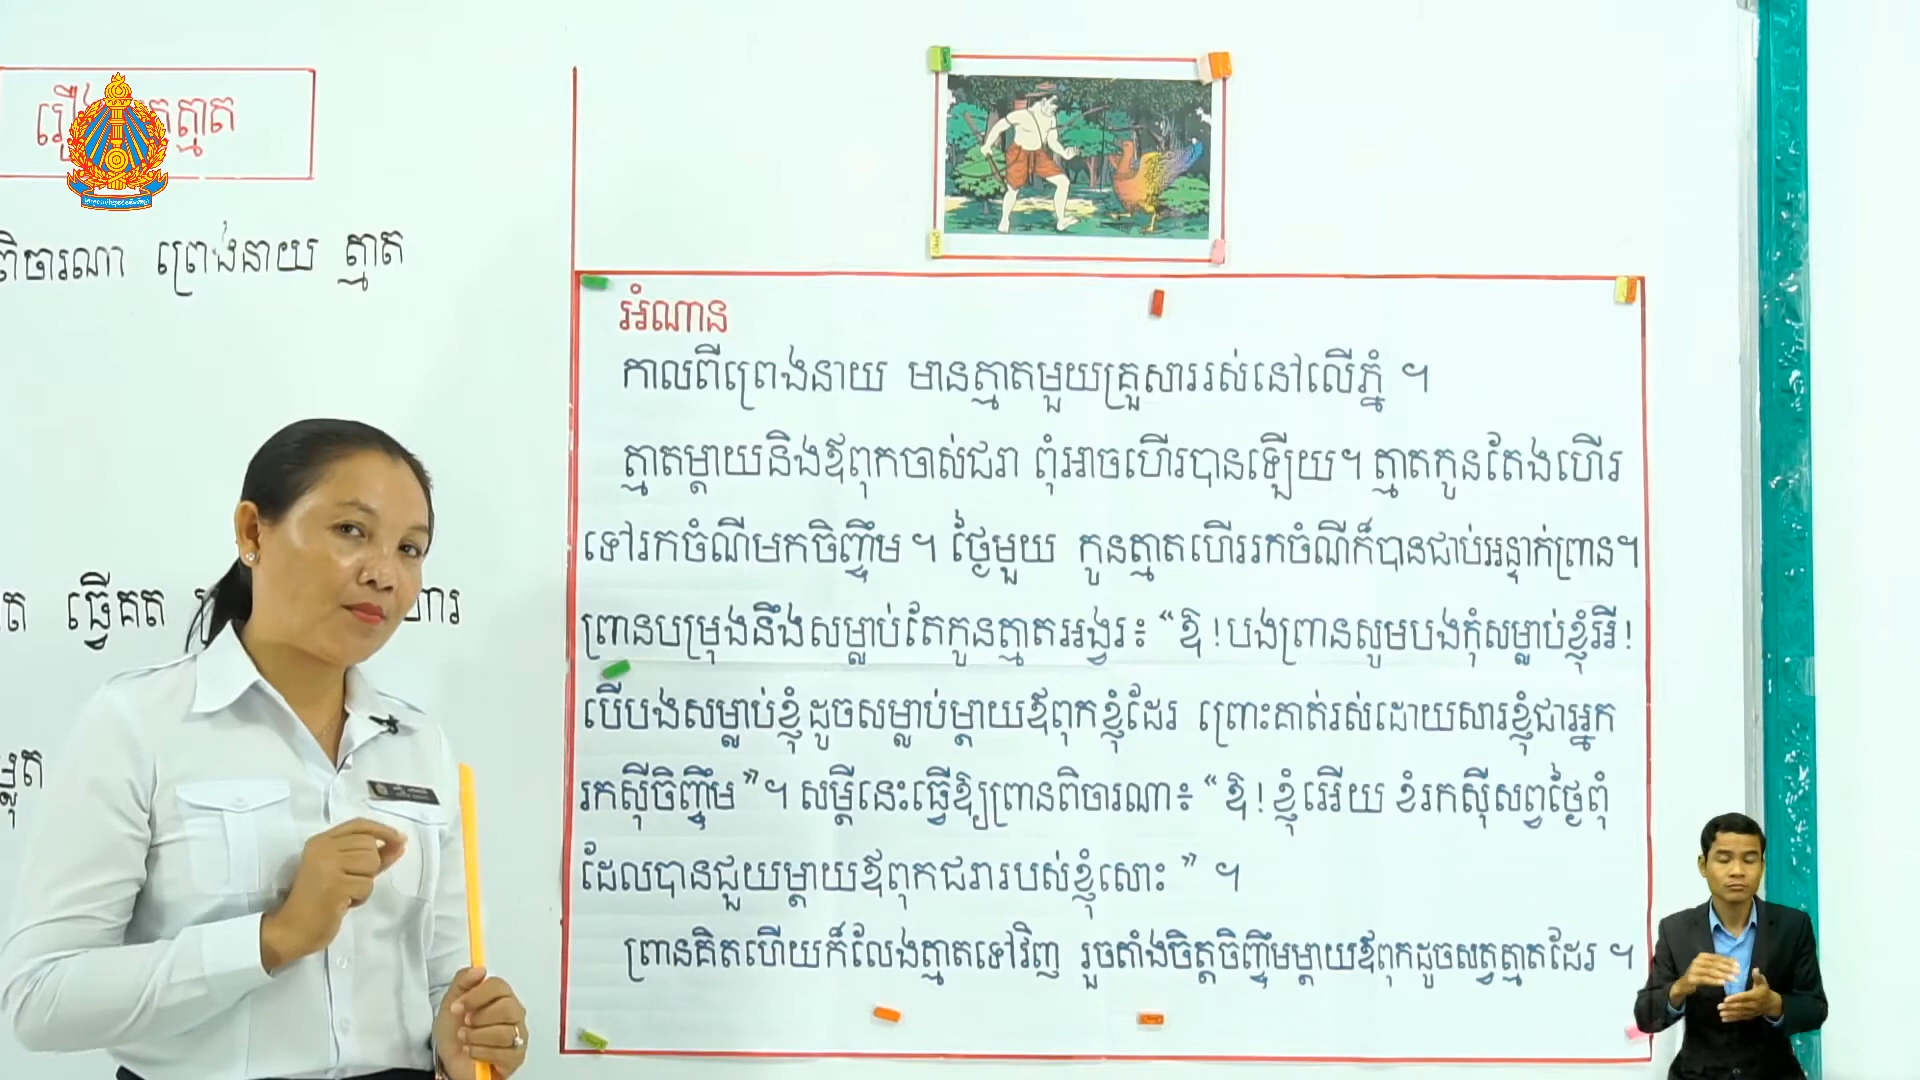 រឿង ត្មាត
ពិចារណា ព្រេងនាយ ត្មាត
ធ្វើគត
អំណាន
កាលពីព្រេងនាយ មានត្មាតមួយគ្រួសាររស់នៅលើភ្នំ ។
ត្មាតម្តាយនិងឪពុកចាស់ជរា ពុំអាចហើរបានឡើយ។ ត្មាតកូនតែងហើរ
ទៅរកចំណីមកចិញ្ចឹម ។ ថ្ងៃមួយ កូនត្មាតហើររកចំណីក៏បានជាប់អន្ទាក់ព្រាន។
ព្រានបម្រុងនឹងសម្លាប់តែកូនត្មាតអង្វរ៖ “ឱ ! បងព្រានសូមបងកុំសម្លាប់ខ្ញុំអី !
បើបងសម្លាប់ខ្ញុំដូចសម្លាប់ម្តាយឪពុកខ្ញុំដែរ ព្រោះគាត់រស់ដោយសារខ្ញុំជាអ្នក
រកស៊ីចិញ្ចឹម ” ។ សម្តីនេះធ្វើឱ្យព្រានពិចារណា៖ “ ឱ ! ខ្ញុំអើយ ខំរកស៊ីសព្វថ្ងៃពុំ
ដែលបានជួយម្តាយឪពុកជរារបស់ខ្ញុំសោះ ” ។
ព្រានគិតហើយក៏លែងត្មាតទៅវិញ រួចតាំងចិត្តចិញ្ចឹមម្តាយឪពុកដូចសត្វត្មាតដែរ ។